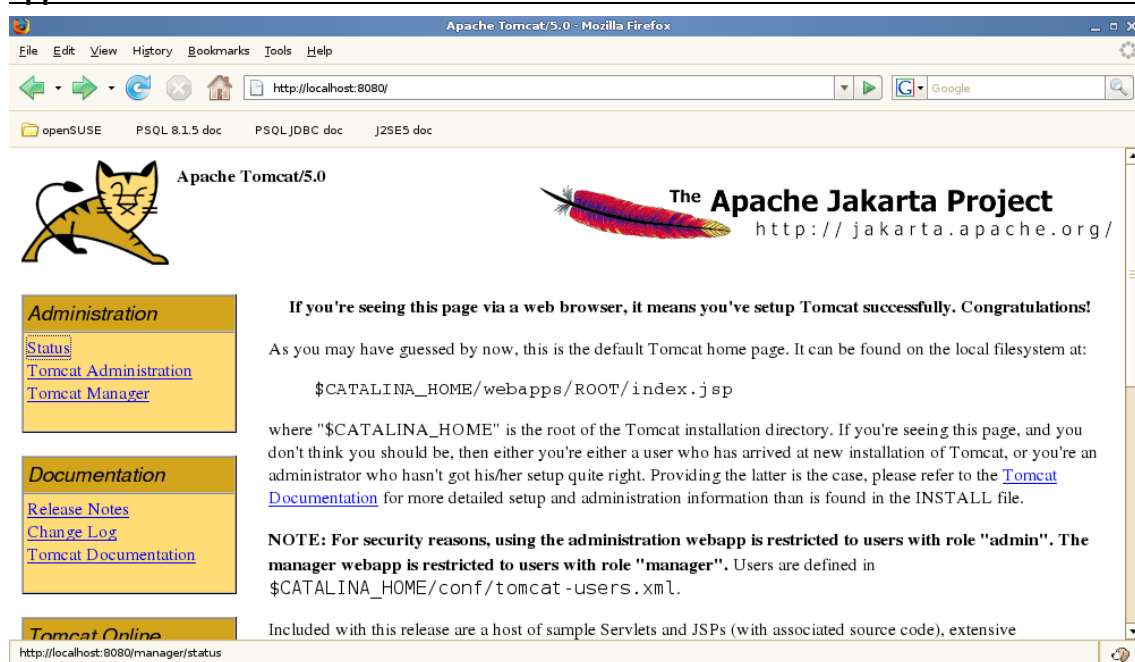 Apache Tomcat/5.0 - Mozilla Firefox
File Edit View History Bookmarks Tools Help
http://localhost:8080/
G Google
openSUSE PSQL 8.1.5 doc PSQL JDBC doc J2SE5 doc
Apache Tomcat/5.0
The Apache Jakarta Project
http://jakarta.apache.org/
Administration
Status
Tomcat Administration
Tomcat Manager
Documentation
Release Notes
Change Log
Tomcat Documentation
Tomcat Online
If you're seeing this page via a web browser, it means you've setup Tomcat successfully. Congratulations!
As you may have guessed by now, this is the default Tomcat home page. It can be found on the local filesystem at:
$CATALINA_HOME/webapps/ROOT/index.jsp
where "$CATALINA_HOME" is the root of the Tomcat installation directory. If you're seeing this page, and you
don't think you should be, then either you're either a user who has arrived at new installation of Tomcat, or you're an
administrator who hasn't got his/her setup quite right. Providing the latter is the case, please refer to the Tomcat
Documentation for more detailed setup and administration information than is found in the INSTALL file.
NOTE: For security reasons, using the administration webapp is restricted to users with role "admin". The
manager webapp is restricted to users with role "manager". Users are defined in
$CATALINA_HOME/conf/tomcat-users.xml.
Included with this release are a host of sample Servlets and JSPs (with associated source code), extensive
http://localhost:8080/manager/status